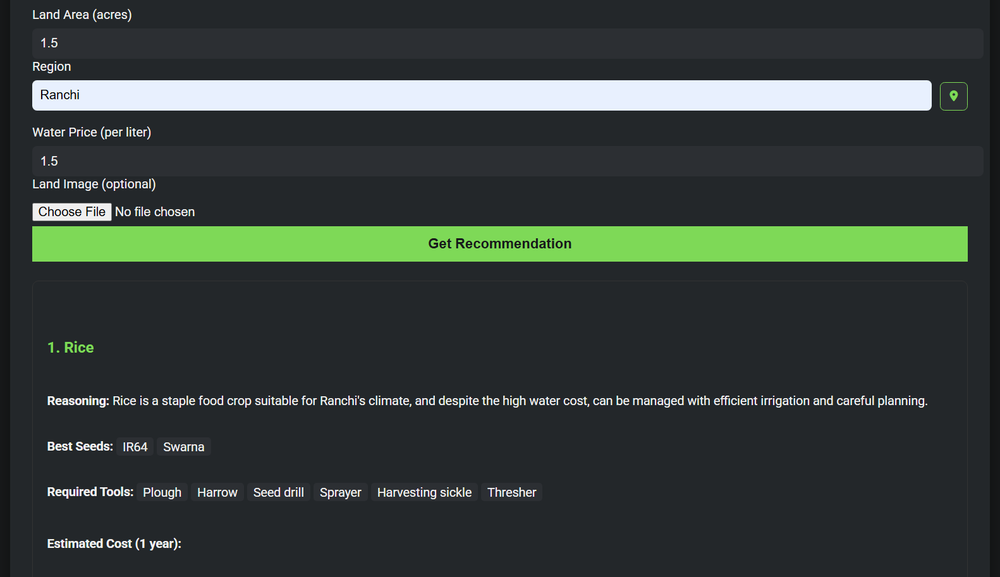 Land Area (acres)
1.5
Region
Ranchi
Water Price (per liter)
1.5
Land Image (optional)
Choose File No file chosen
Get Recommendation
1. Rice
Reasoning: Rice is a staple food crop suitable for Ranchi's climate, and despite the high water cost, can be managed with efficient irrigation and careful planning.
Best Seeds: IR64 Swarna
Required Tools: Plough Harrow Seed drill Sprayer Harvesting sickle Thresher
Estimated Cost (1 year):